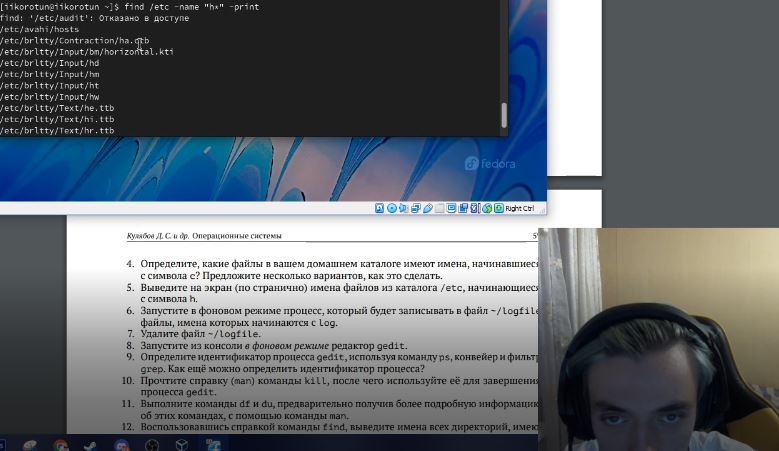 [iikorotun@iikorotun ~]$ find /etc -name "h*" -print
find: '/etc/audit': Отказано в доступе
/etc/avahi/hosts
/etc/brltty/Contraction/ha.ctb
/etc/brltty/Input/bm/horizontal.kti
/etc/brltty/Input/hd
/etc/brltty/Input/hm
/etc/brltty/Input/ht
/etc/brltty/Input/hw
/etc/brltty/Text/he.ttb
/etc/brltty/Text/hi.ttb
/etc/brltty/Text/hr.ttb
fedora
Right Ctrl
Кулябов Д. С. и др. Операционные системы
4. Определите, какие файлы в вашем домашнем каталоге имеют имена, начинавшиеся
с символа c? Предложите несколько вариантов, как это сделать.
5. Выведите на экран (по странично) имена файлов из каталога /etc, начинающиеся
с символа h.
6. Запустите в фоновом режиме процесс, который будет записывать в файл ~/logfile
файлы, имена которых начинаются с log.
7. Удалите файл ~/logfile.
8. Запустите из консоли в фоновом режиме редактор gedit.
9. Определите идентификатор процесса gedit, используя команду ps, конвейер и фильтр
grep. Как ещё можно определить идентификатор процесса?
10. Прочтите справку (man) команды kill, после чего используйте её для завершения
процесса gedit.
11. Выполните команды df и du, предварительно получив более подробную информацию
об этих командах, с помощью команды man.
12. Воспользовавшись справкой команды find, выведите имена всех директорий, имею